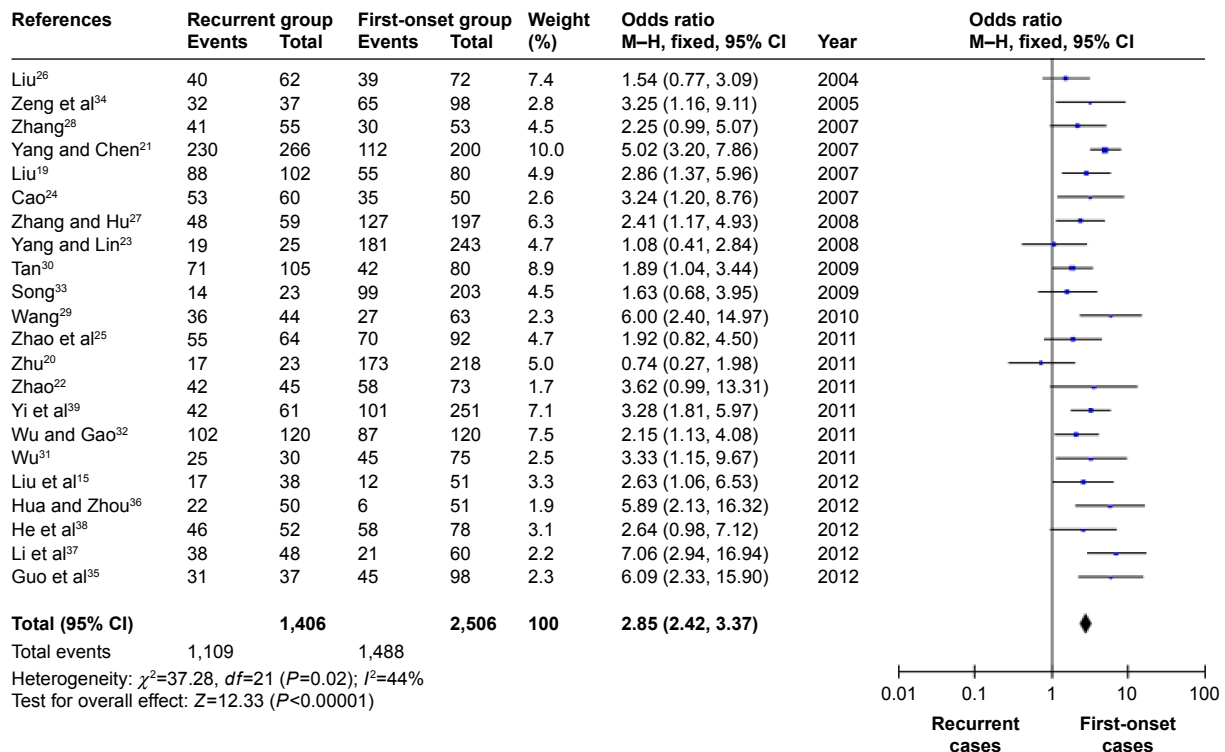 References Recurrent group First-onset group Weight Odds ratio Odds ratio
Events Total Events Total (%) M–H, fixed, 95% CI Year M–H, fixed, 95% CI
Liu26 40 62 39 72 7.4 1.54 (0.77, 3.09) 2004
Zeng et al34 32 37 65 98 2.8 3.25 (1.16, 9.11) 2005
Zhang28 41 55 30 53 4.5 2.25 (0.99, 5.07) 2007
Yang and Chen21 230 266 112 200 10.0 5.02 (3.20, 7.86) 2007
Liu19 88 102 55 80 4.9 2.86 (1.37, 5.96) 2007
Cao24 53 60 35 50 2.6 3.24 (1.20, 8.76) 2007
Zhang and Hu27 48 59 127 197 6.3 2.41 (1.17, 4.93) 2008
Yang and Lin23 19 25 181 243 4.7 1.08 (0.41, 2.84) 2008
Tan30 71 105 42 80 8.9 1.89 (1.04, 3.44) 2009
Song33 14 23 99 203 4.5 1.63 (0.68, 3.95) 2009
Wang29 36 44 27 63 2.3 6.00 (2.40, 14.97) 2010
Zhao et al25 55 64 70 92 4.7 1.92 (0.82, 4.50) 2011
Zhu20 17 23 173 218 5.0 0.74 (0.27, 1.98) 2011
Zhao22 42 45 58 73 1.7 3.62 (0.99, 13.31) 2011
Yi et al39 42 61 101 251 7.1 3.28 (1.81, 5.97) 2011
Wu and Gao32 102 120 87 120 7.5 2.15 (1.13, 4.08) 2011
Wu31 25 30 45 75 2.5 3.33 (1.15, 9.67) 2011
Liu et al15 17 38 12 51 3.3 2.63 (1.06, 6.53) 2012
Hua and Zhou36 22 50 6 51 1.9 5.89 (2.13, 16.32) 2012
He et al38 46 52 58 78 3.1 2.64 (0.98, 7.12) 2012
Li et al37 38 48 21 60 2.2 7.06 (2.94, 16.94) 2012
Guo et al35 31 37 45 98 2.3 6.09 (2.33, 15.90) 2012
Total (95% CI) 1,406 2,506 100 2.85 (2.42, 3.37)
Total events 1,109 1,488
Heterogeneity: χ2=37.28, df=21 (P=0.02); I2=44%
Test for overall effect: Z=12.33 (P<0.00001)
0.01 0.1 1 10 100
Recurrent First-onset
cases cases